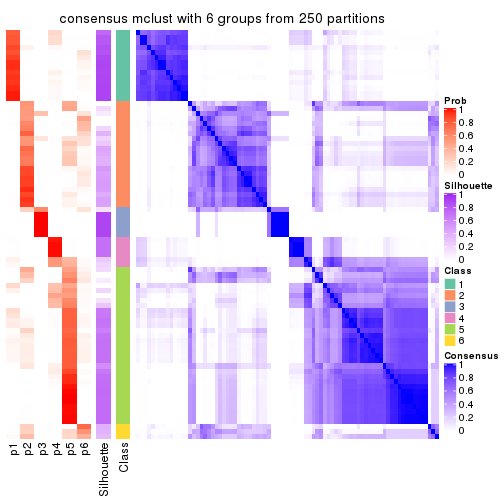 consensus mclust with 6 groups from 250 partitions
Prob
1
0.8
0.6
0.4
0.2
0
Silhouette
1
0.8
0.6
0.4
0.2
0
Class
1
2
3
4
5
6
Consensus
1
0.8
0.6
0.4
0.2
0
p1
p2
p3
p4
p5
p6
Silhouette
Class